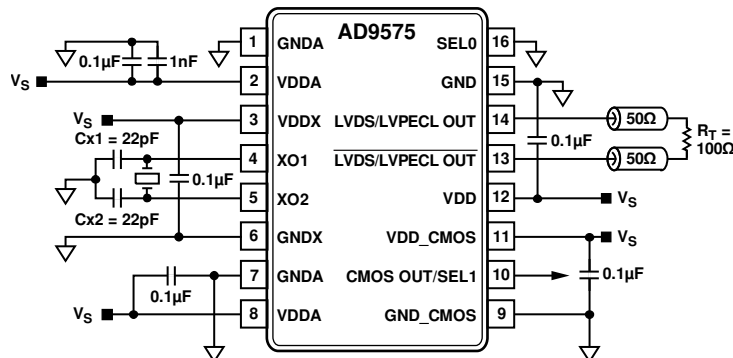 AD9575
1 GNDA
2 VDDA
3 VDDX
4 XO1
5 XO2
6 GNDX
7 GNDA
8 VDDA
SEL0 16
GND 15
LVDS/LVPECL OUT 14
LVDS/LVPECL OUT 13
VDD 12
VDD_CMOS 11
CMOS OUT/SEL1 10
GND_CMOS 9
0.1µF
1nF
VS
VS
Cx1 = 22pF
0.1µF
Cx2 = 22pF
0.1µF
VS
0.1µF
50Ω
50Ω
RT =
100Ω
VS
VS
0.1µF